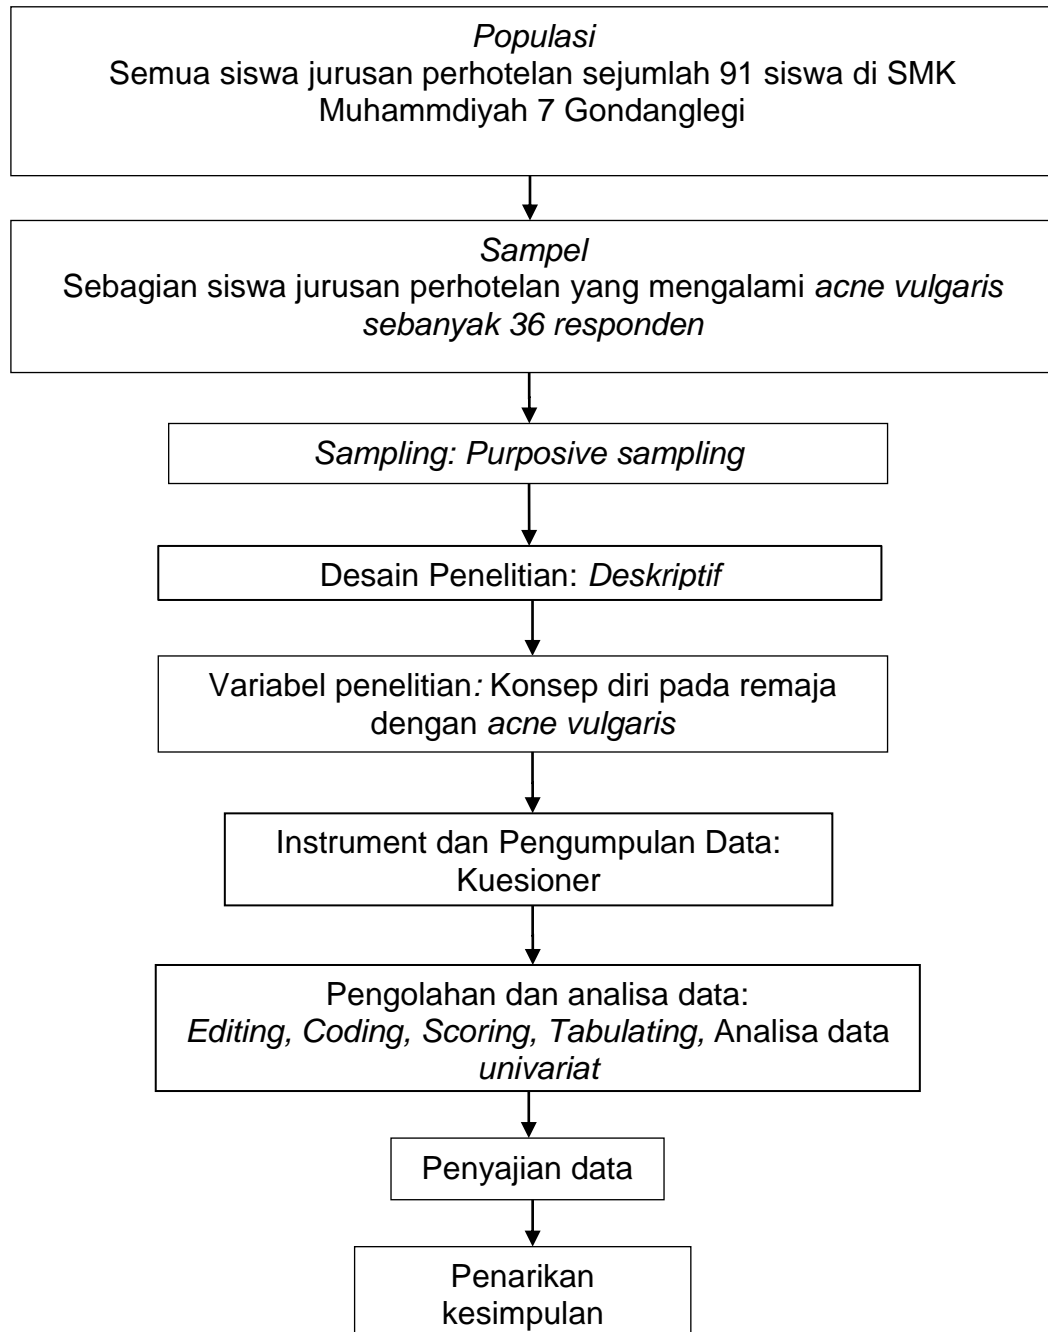 Populasi
Semua siswa jurusan perhotelan sejumlah 91 siswa di SMK
Muhammdiyah 7 Gondanglegi
Sampel
Sebagian siswa jurusan perhotelan yang mengalami acne vulgaris
sebanyak 36 responden
Sampling: Purposive sampling
Desain Penelitian: Deskriptif
Variabel penelitian: Konsep diri pada remaja
dengan acne vulgaris
Instrument dan Pengumpulan Data:
Kuesioner
Pengolahan dan analisa data:
Editing, Coding, Scoring, Tabulating, Analisa data
univariat
Penyajian data
Penarikan
kesimpulan